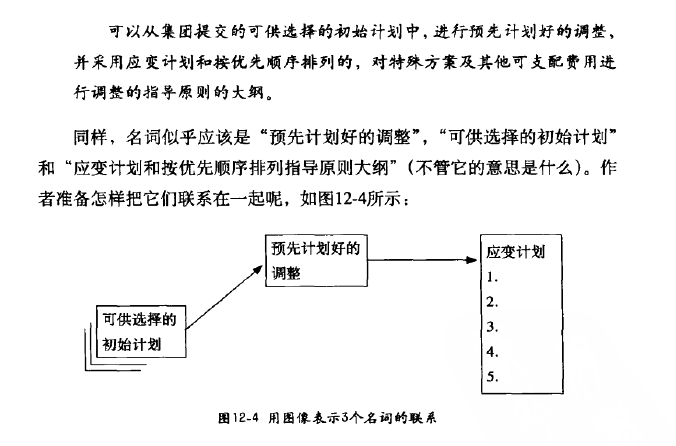 可以从集团提交的可供选择的初始计划中，进行预先计划好的调整、
并采用应变计划和按优先顺序排列的，对特殊方案及其他可支配费用进
行调整的指导原则的大纲。
同样，名词似乎应该是“预先计划好的调整”，“可供选择的初始计划”
和“应变计划和按优先顺序排列指导原则大纲”（不管它的意思是什么）。作
者准备怎样把它们联系在一起呢，如图12-4所示：
预先计划好的
调整
应变计划
1.
2.
3.
4.
5.
可供选择的
初始计划
图12-4 用图像表示3个名词的联系